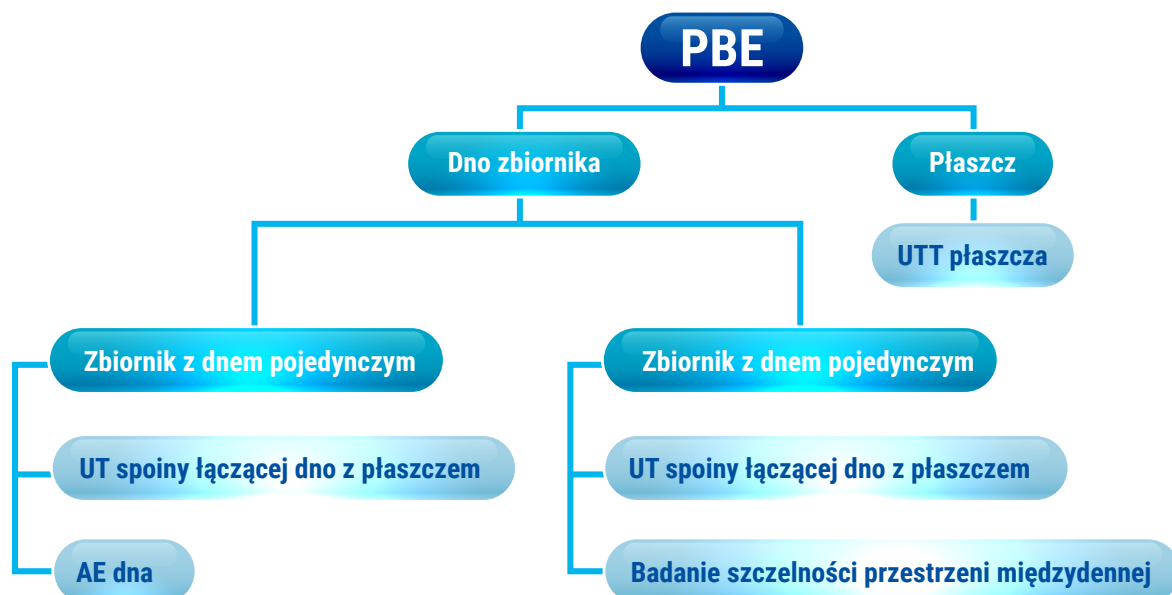 PBE
Dno zbiornika
Płaszcz
UTT płaszcza
Zbiornik z dnem pojedynczym
Zbiornik z dnem pojedynczym
UT spoiny łączącej dno z płaszczem
UT spoiny łączącej dno z płaszczem
AE dna
Badanie szczelności przestrzeni międzydennej